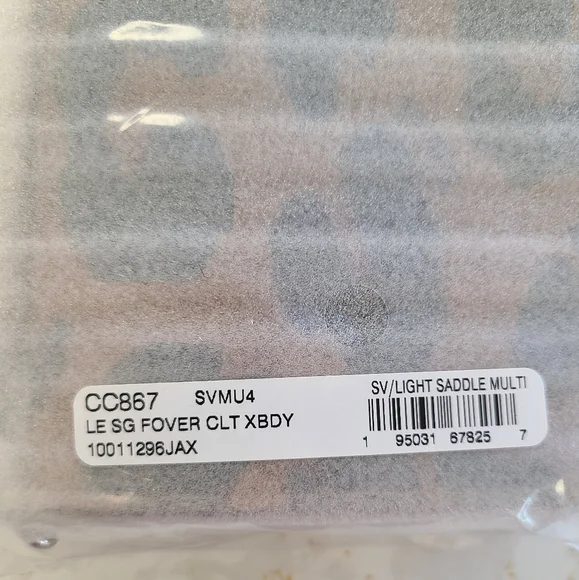 CC867 SVMU4 SV/LIGHT SADDLE MULTI
LE SG FOVER CLT XBDY
10011296JAX
1 95031 67825 7